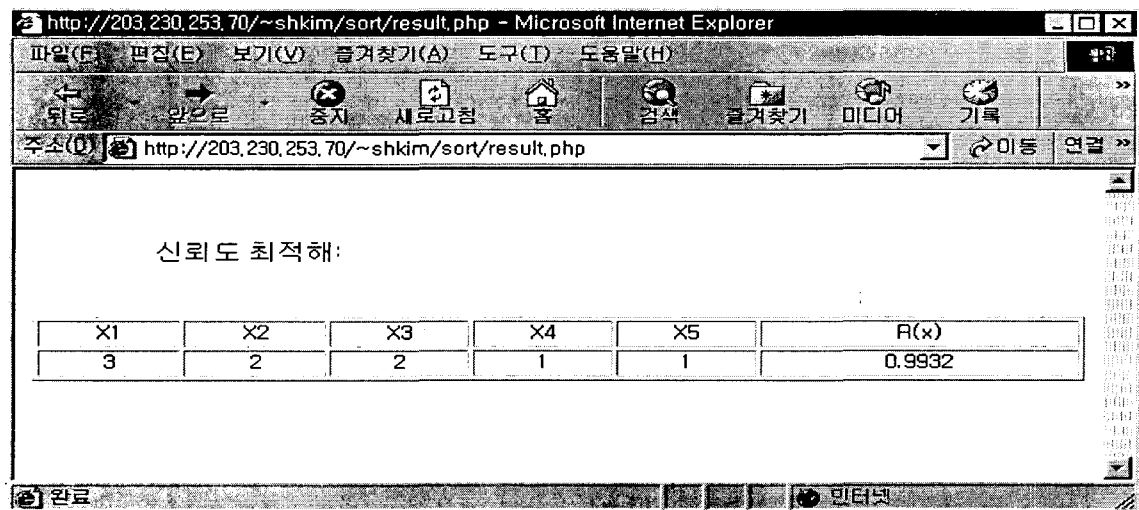 http://203,230,253,70/~shkim/sort/result,php - Microsoft Internet Explorer
파일(F) 편집(E) 보기(V) 즐겨찾기(A) 도구(T) 도움말(H)
뒤로 앞으로 중지 새로고침 홈 검색 즐겨찾기 미디어 기록 »
주소(D) http://203,230,253,70/~shkim/sort/result,php 이동 연결 »
신뢰도 최적해:
X1 X2 X3 X4 X5 R(x)
3 2 2 1 1 0.9932
완료 인터넷